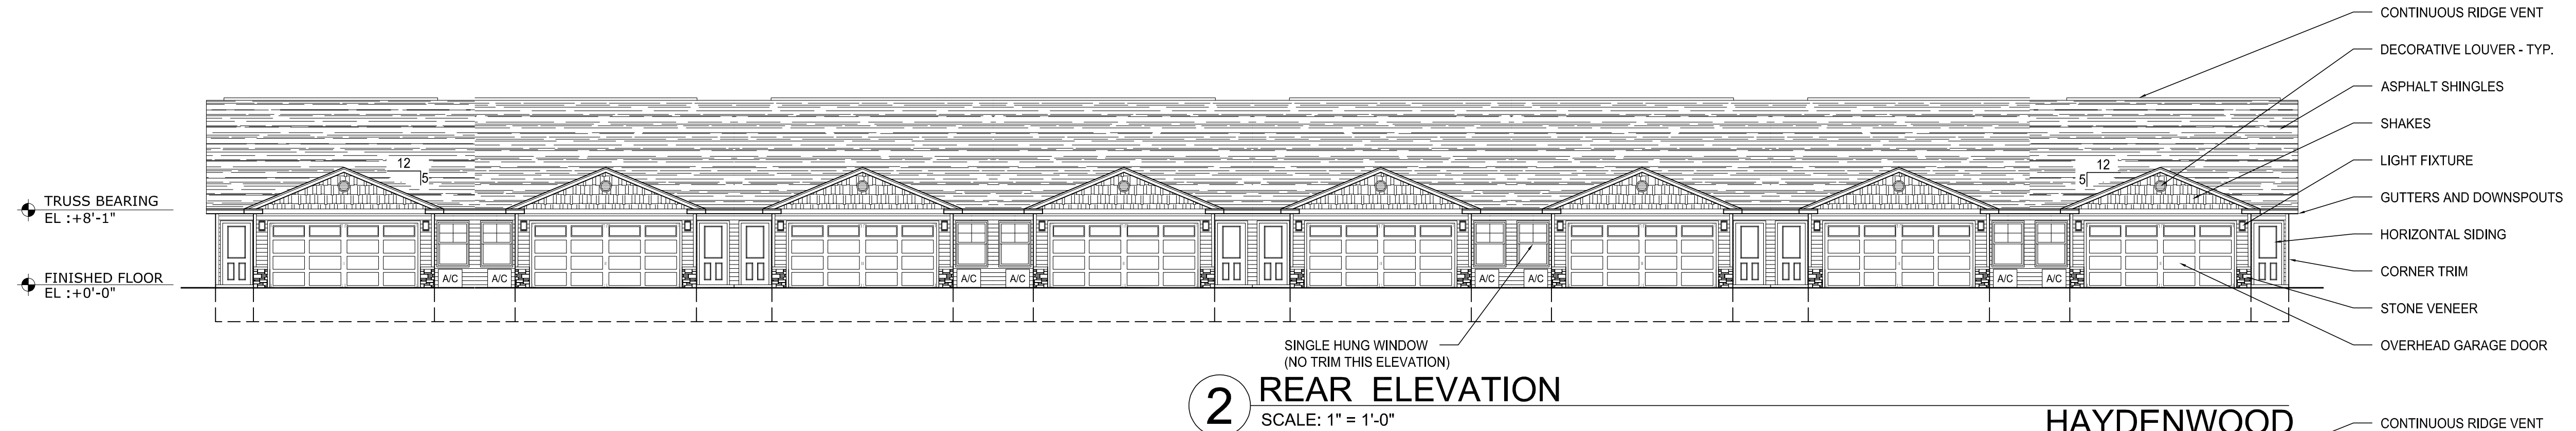 CONTINUOUS RIDGE VENT
DECORATIVE LOUVER - TYP.
ASPHALT SHINGLES
SHAKES
LIGHT FIXTURE
GUTTERS AND DOWNSPOUTS
HORIZONTAL SIDING
CORNER TRIM
STONE VENEER
OVERHEAD GARAGE DOOR
12
5
12
5
TRUSS BEARING
EL :+8'-1"
FINISHED FLOOR
EL :+0'-0"
A/C
A/C
A/C
A/C
A/C
A/C
A/C
A/C
SINGLE HUNG WINDOW
(NO TRIM THIS ELEVATION)
2
REAR ELEVATION
SCALE: 1" = 1'-0"
HAYDENWOOD
CONTINUOUS RIDGE VENT